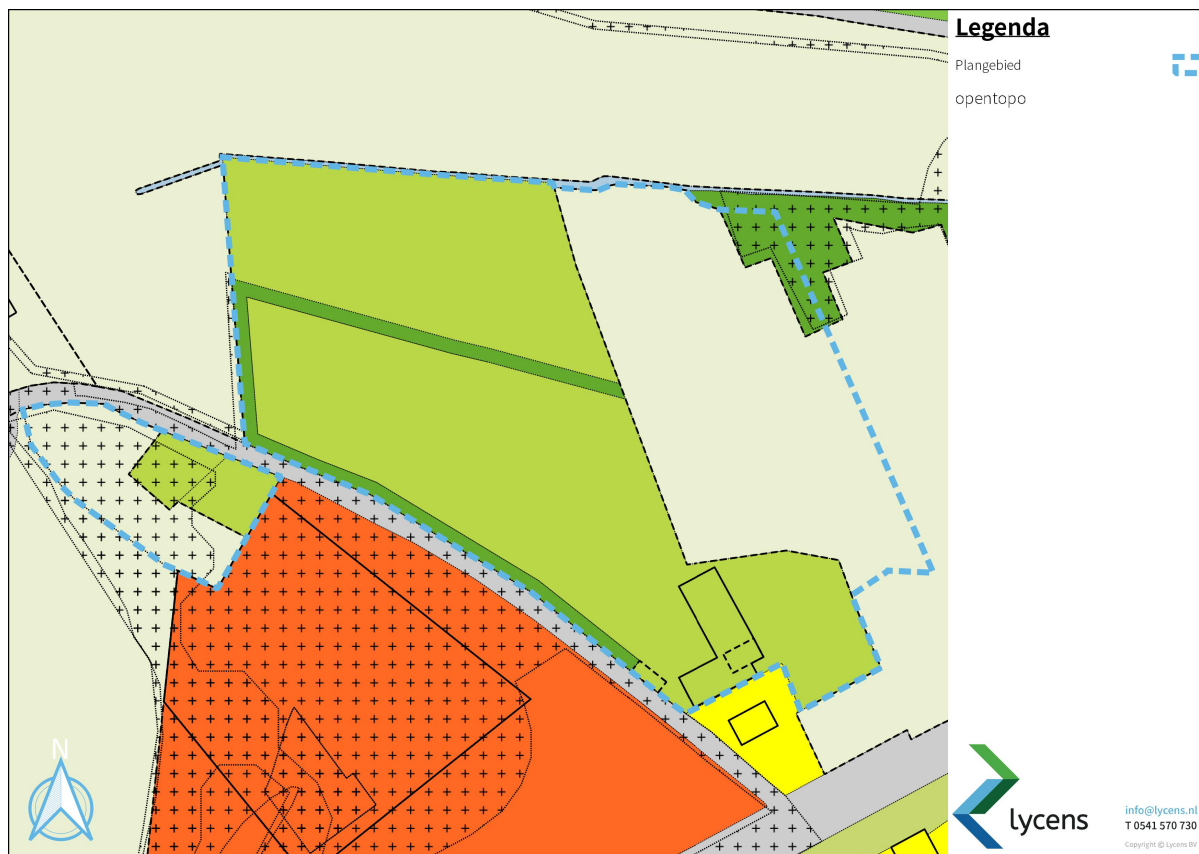 Legenda
Plangebied
opentopo
N
lycens
info@lycens.nl
T 0541 570 730
Copyright © Lycens BV